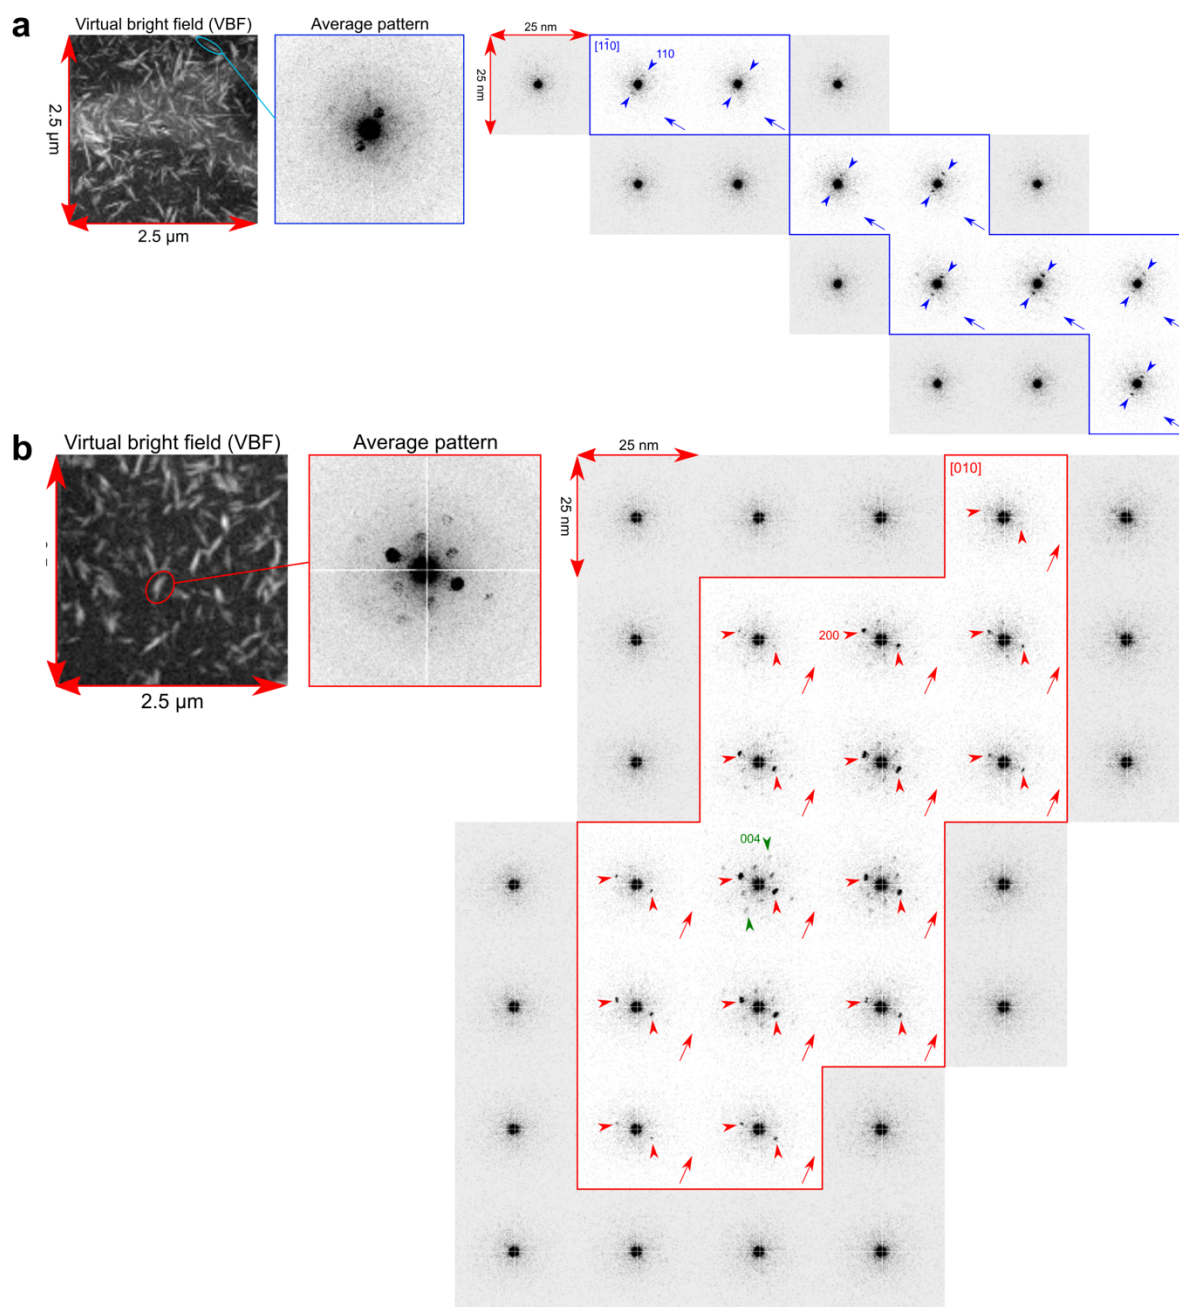 a
Virtual bright field (VBF)
Average pattern
25 nm
25 nm
[11̄0]
110
2.5 µm
2.5 µm
b
Virtual bright field (VBF)
Average pattern
25 nm
25 nm
[010]
200
004
2.5 µm